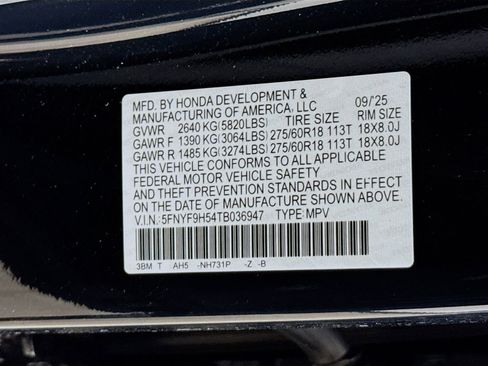 MFD. BY HONDA DEVELOPMENT &
MANUFACTURING OF AMERICA, LLC 09/'25
GVWR 2640 KG(5820LBS) TIRE SIZE RIM SIZE
GAWR F 1390 KG(3064LBS) 275/60R18 113T 18X8.0J
GAWR R 1485 KG(3274LBS) 275/60R18 113T 18X8.0J
THIS VEHICLE CONFORMS TO ALL APPLICABLE
FEDERAL MOTOR VEHICLE SAFETY
AND THEFT PREVENTION STANDARDS IN EFFECT
ON THE DATE OF MANUFACTURE SHOWN ABOVE.
V.I.N.: 5FNYF9H54TB036947 TYPE: MPV
3BM T AH5 -NH731P -Z -B